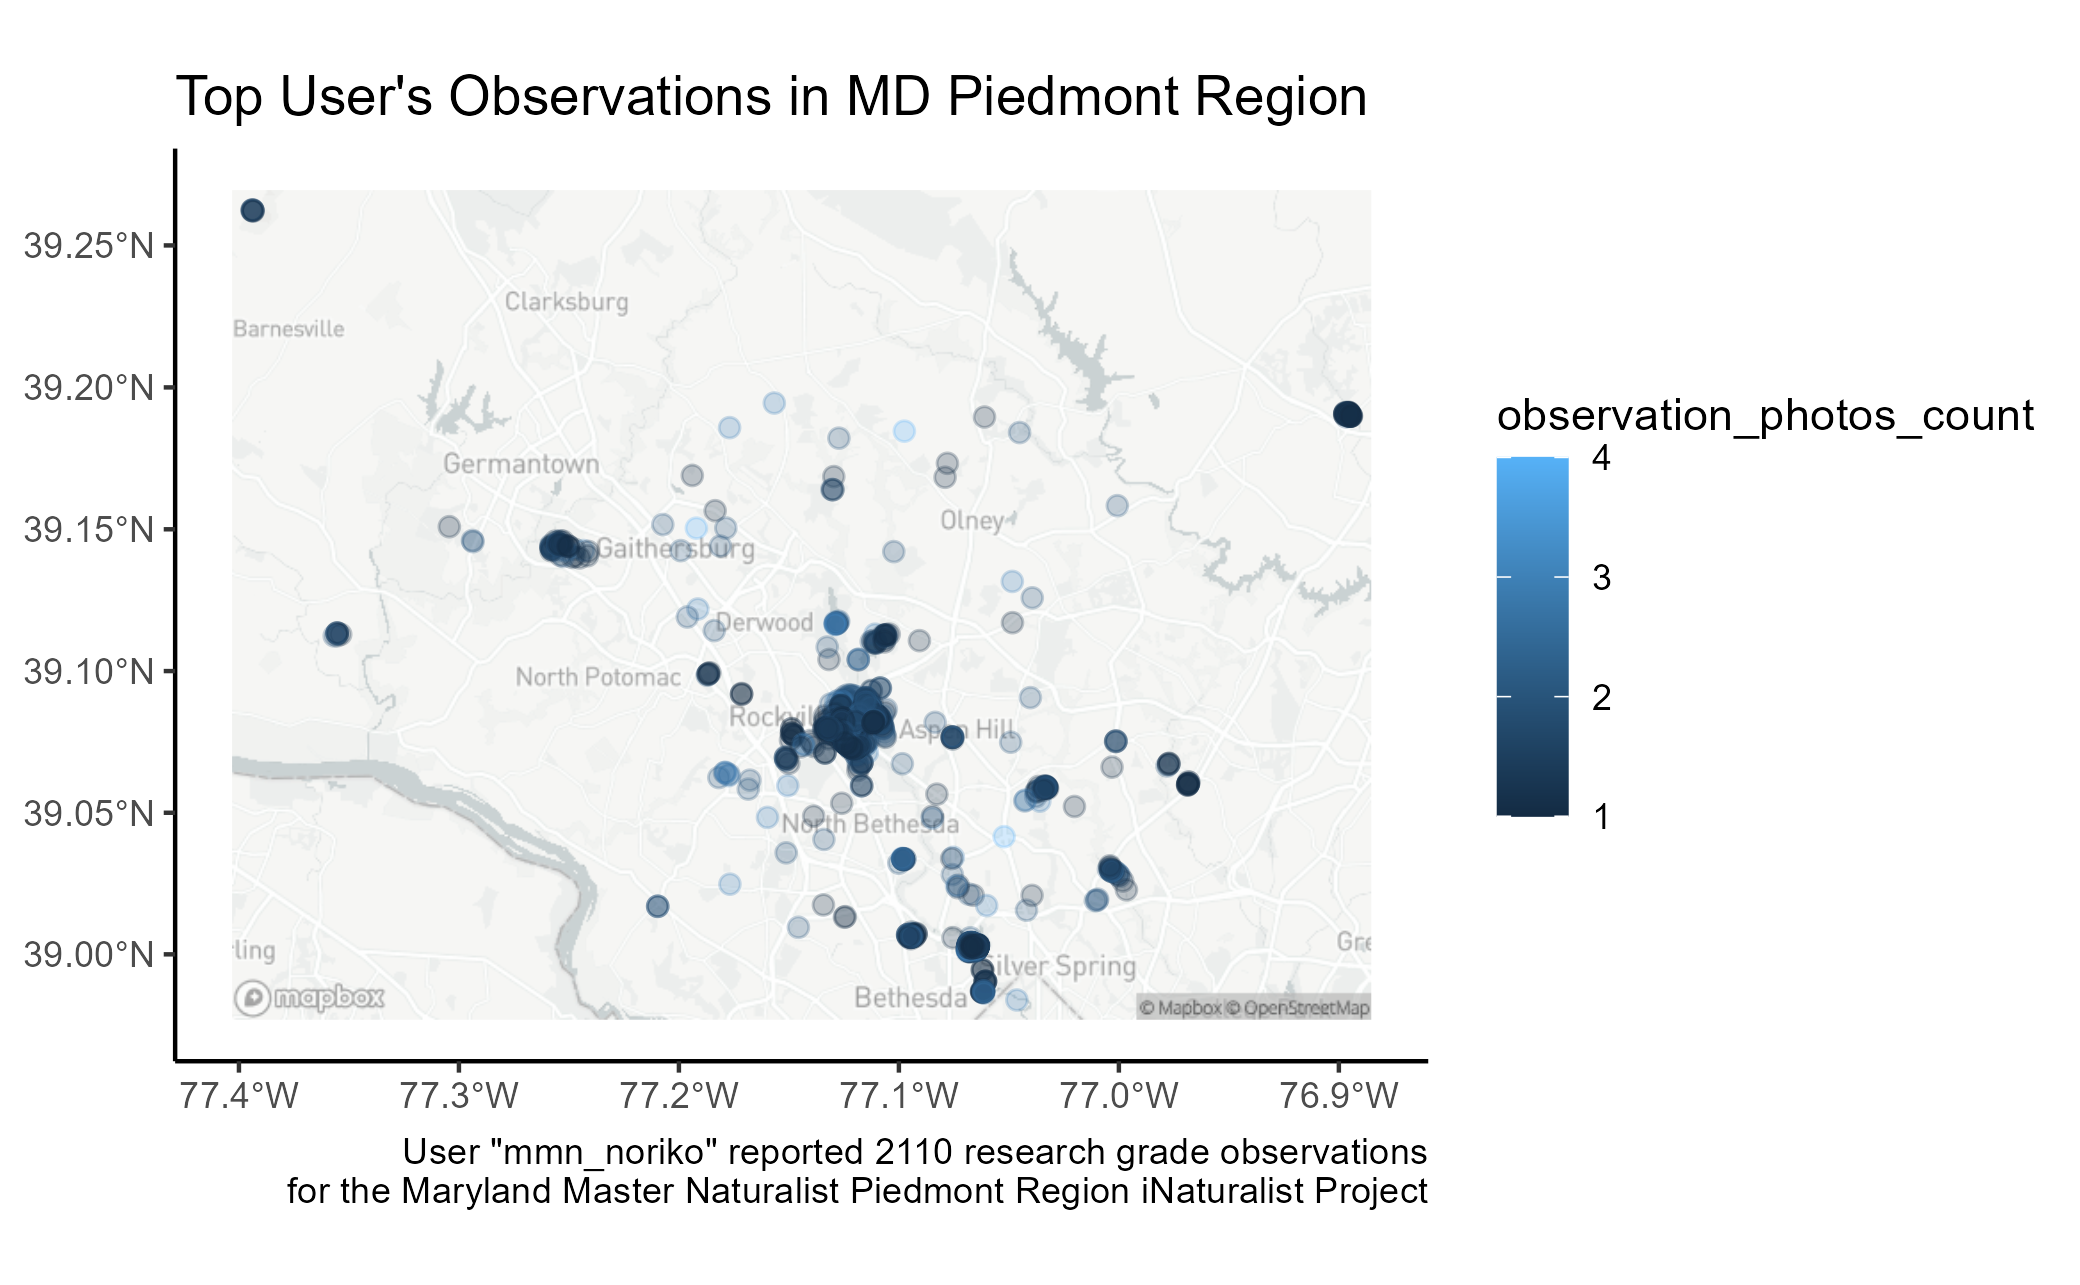 Top User's Observations in MD Piedmont Region
39.25°N
39.20°N
39.15°N
39.10°N
39.05°N
39.00°N
Clarksburg
Barnesville
Germantown
Olney
Gaithersburg
Derwood
North Potomac
Aspen Hill
North Bethesda
Silver Spring
Bethesda
mapbox
© Mapbox © OpenStreetMap
77.4°W
77.3°W
77.2°W
77.1°W
77.0°W
76.9°W
observation_photos_count
4
3
2
1
User "mmn_noriko" reported 2110 research grade observations
for the Maryland Master Naturalist Piedmont Region iNaturalist Project